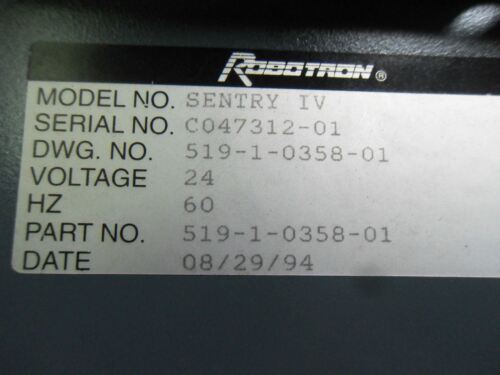 ROBOTRON®
MODEL NO. SENTRY IV
SERIAL NO. C047312-01
DWG. NO. 519-1-0358-01
VOLTAGE 24
HZ 60
PART NO. 519-1-0358-01
DATE 08/29/94